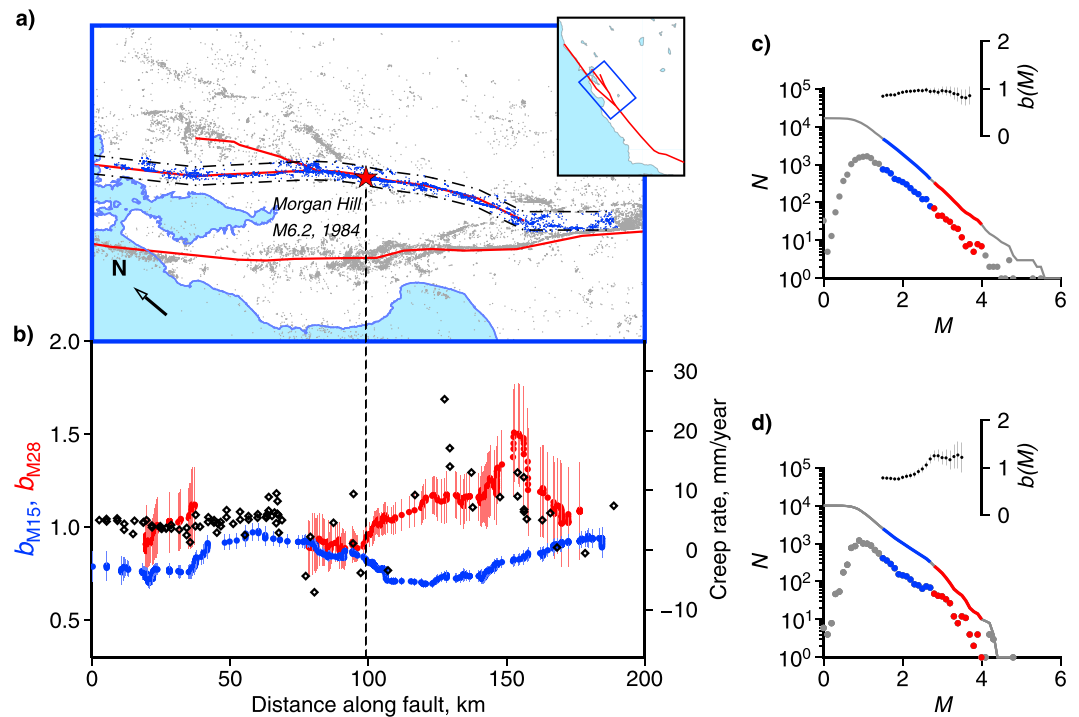 a)
Morgan Hill
M6.2, 1984
N
b)
2.0
1.5
1.0
0.5
b_M15, b_M28
30
20
10
0
−10
Creep rate, mm/year
0
50
100
150
200
Distance along fault, km
c)
2
1
0
b(M)
10^5
10^4
10^3
10^2
10^1
10^0
N
0
2
4
6
M
d)
2
1
0
b(M)
10^5
10^4
10^3
10^2
10^1
10^0
N
0
2
4
6
M